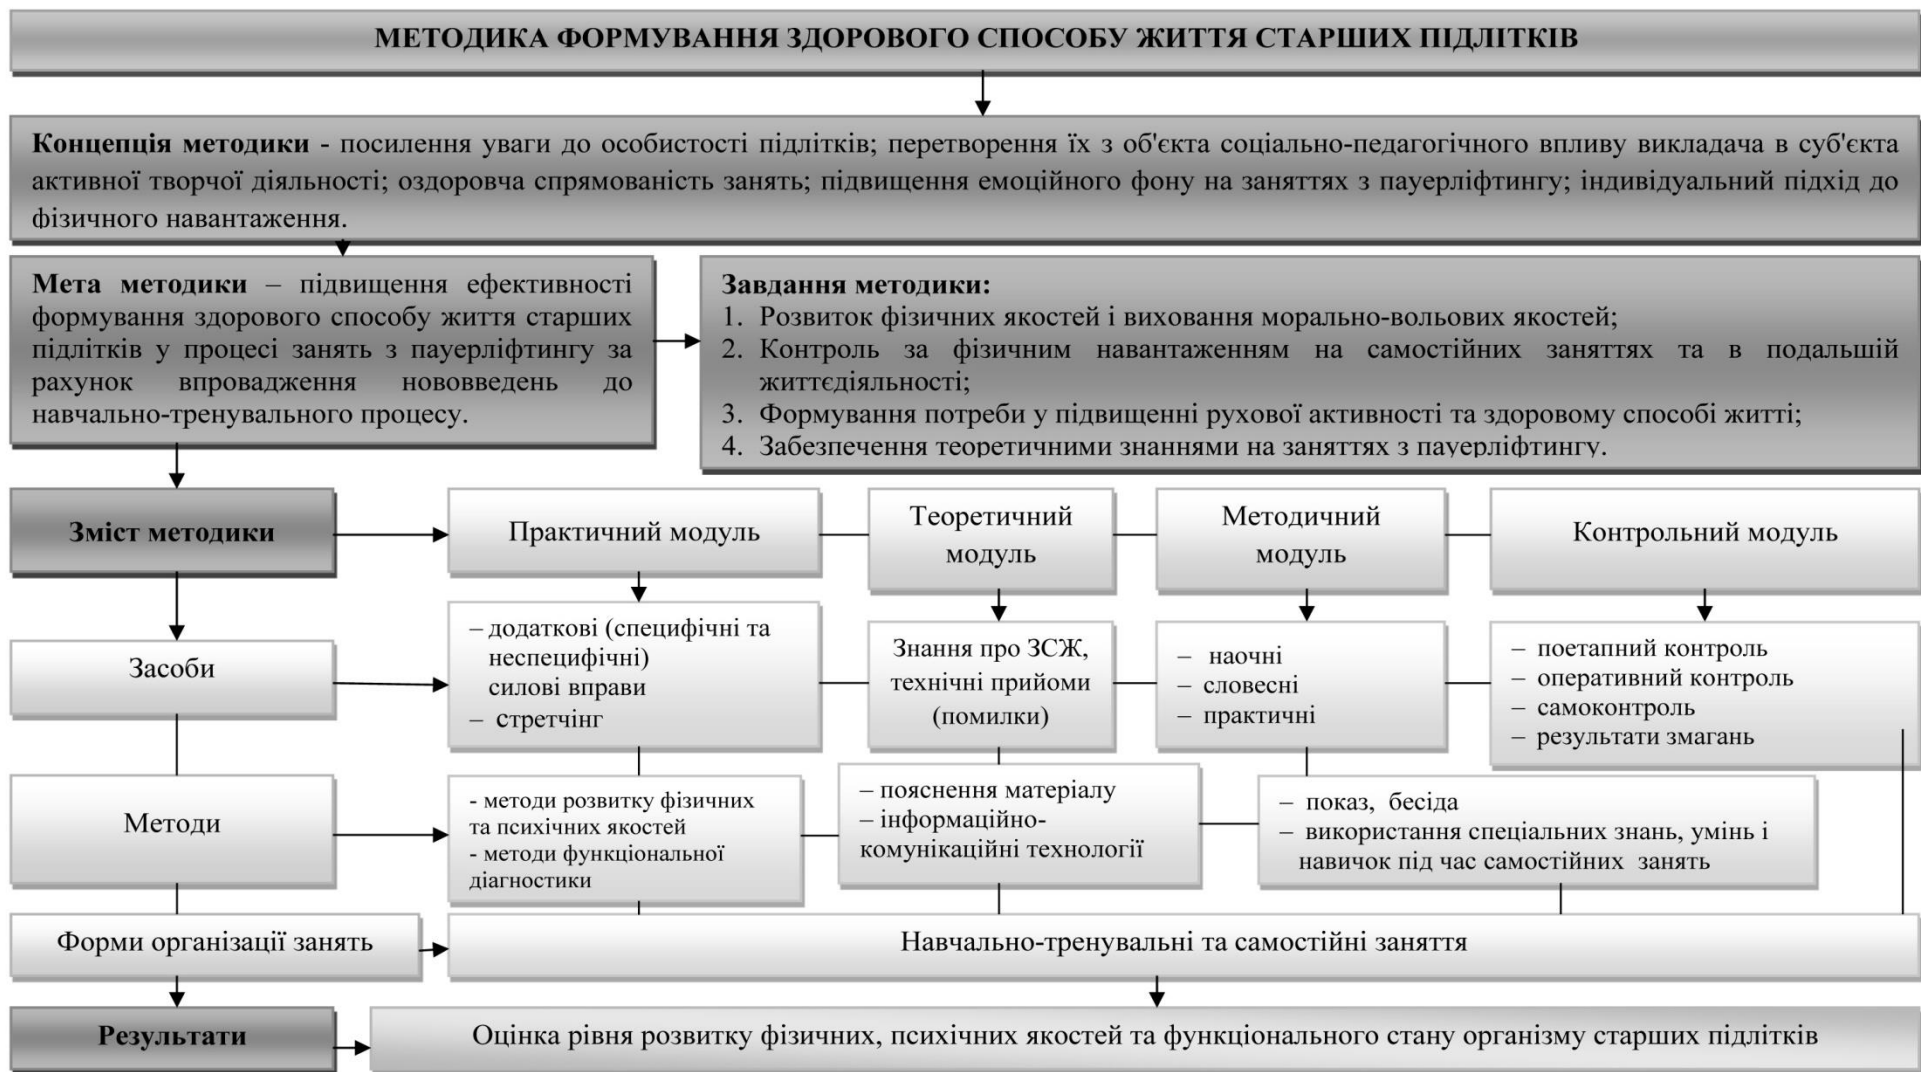 МЕТОДИКА ФОРМУВАННЯ ЗДОРОВОГО СПОСОБУ ЖИТТЯ СТАРШИХ ПІДЛІТКІВ
Концепція методики - посилення уваги до особистості підлітків; перетворення їх з об'єкта соціально-педагогічного впливу викладача в суб'єкта
активної творчої діяльності; оздоровча спрямованість занять; підвищення емоційного фону на заняттях з пауерліфтингу; індивідуальний підхід до
фізичного навантаження.
Мета методики – підвищення ефективності
формування здорового способу життя старших
підлітків у процесі занять з пауерліфтингу за
рахунок впровадження нововведень до
навчально-тренувального процесу.
Завдання методики:
1. Розвиток фізичних якостей і виховання морально-вольових якостей;
2. Контроль за фізичним навантаженням на самостійних заняттях та в подальшій
життєдіяльності;
3. Формування потреби у підвищенні рухової активності та здоровому способі житті;
4. Забезпечення теоретичними знаннями на заняттях з пауерліфтингу.
Зміст методики
Практичний модуль
Теоретичний
модуль
Методичний
модуль
Контрольний модуль
Засоби
– додаткові (специфічні та
неспецифічні)
силові вправи
– стретчінг
Знання про ЗСЖ,
технічні прийоми
(помилки)
– наочні
– словесні
– практичні
– поетапний контроль
– оперативний контроль
– самоконтроль
– результати змагань
Методи
- методи розвитку фізичних
та психічних якостей
- методи функціональної
діагностики
– пояснення матеріалу
– інформаційно-
комунікаційні технології
– показ, бесіда
– використання спеціальних знань, умінь і
навичок під час самостійних занять
Форми організації занять
Навчально-тренувальні та самостійні заняття
Результати
Оцінка рівня розвитку фізичних, психічних якостей та функціонального стану організму старших підлітків